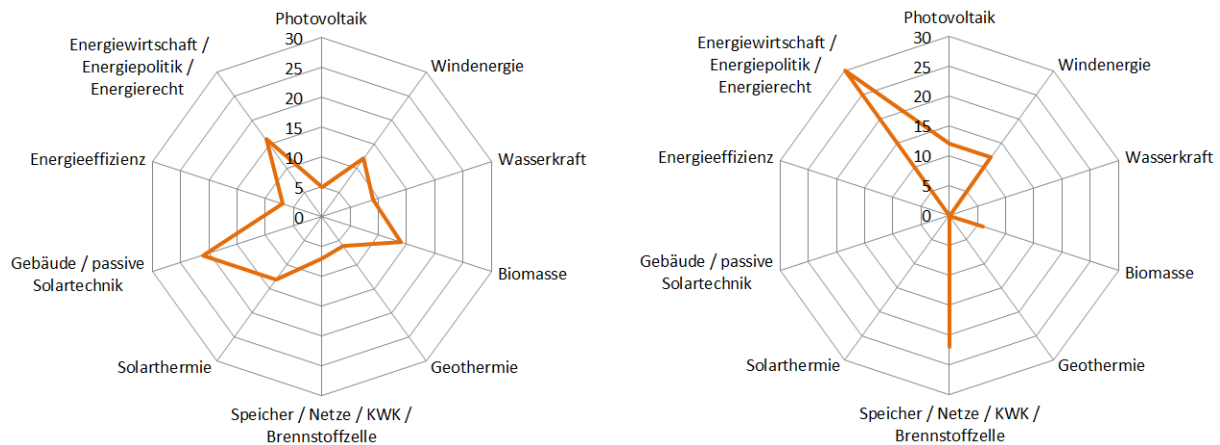 Photovoltaik
30
25
20
15
10
5
0
Windenergie
Wasserkraft
Biomasse
Geothermie
Speicher / Netze / KWK /
Brennstoffzelle
Solarthermie
Gebäude / passive
Solartechnik
Energieeffizienz
Energiewirtschaft /
Energiepolitik /
Energierecht
Photovoltaik
30
25
20
15
10
5
0
Windenergie
Wasserkraft
Biomasse
Geothermie
Speicher / Netze / KWK /
Brennstoffzelle
Solarthermie
Gebäude / passive
Solartechnik
Energieeffizienz
Energiewirtschaft /
Energiepolitik /
Energierecht